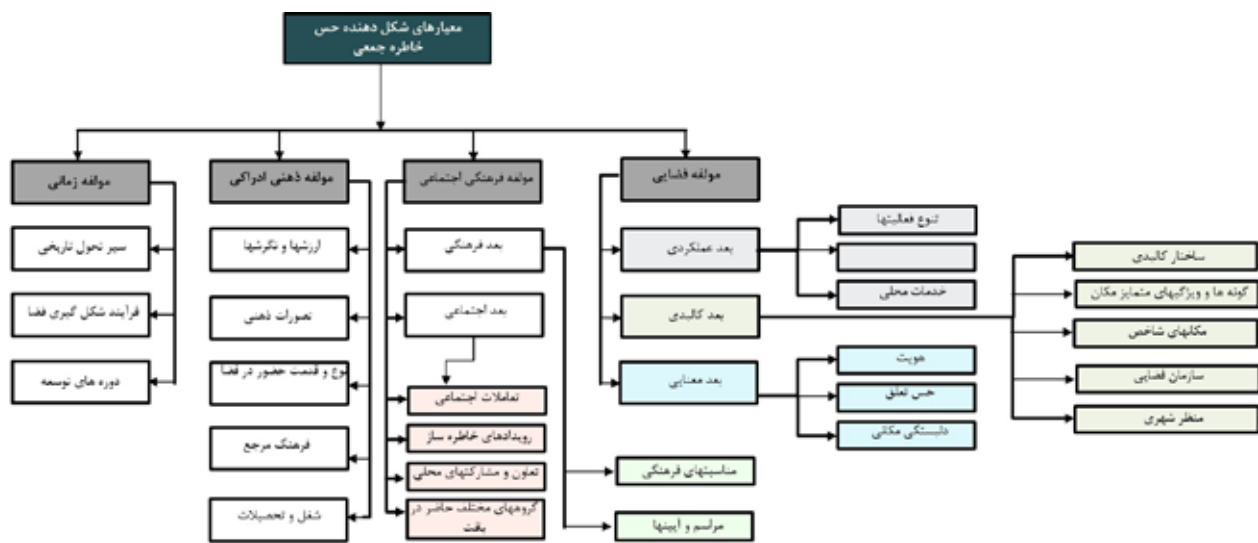 معیارهای شکل دهنده حس
خاطره جمعی
مولفه فضایی
مولفه فرهنگی اجتماعی
مولفه ذهنی ادراکی
مولفه زمانی
بعد عملکردی
تنوع فعالیتها
خدمات محلی
بعد کالبدی
ساختار کالبدی
گونه ها و ویژگیهای متمایز مکان
مکانهای شاخص
سازمان فضایی
منظر شهری
بعد معنایی
هویت
حس تعلق
دلبستگی مکانی
بعد فرهنگی
مناسبتهای فرهنگی
مراسم و آیینها
بعد اجتماعی
تعاملات اجتماعی
رویدادهای خاطره ساز
تعاون و مشارکتهای محلی
گروههای مختلف حاضر در
بافت
ارزشها و نگرشها
تصورات ذهنی
نوع و قدمت حضور در فضا
فرهنگ مرجع
شغل و تحصیلات
سیر تحول تاریخی
فرآیند شکل گیری فضا
دوره های توسعه